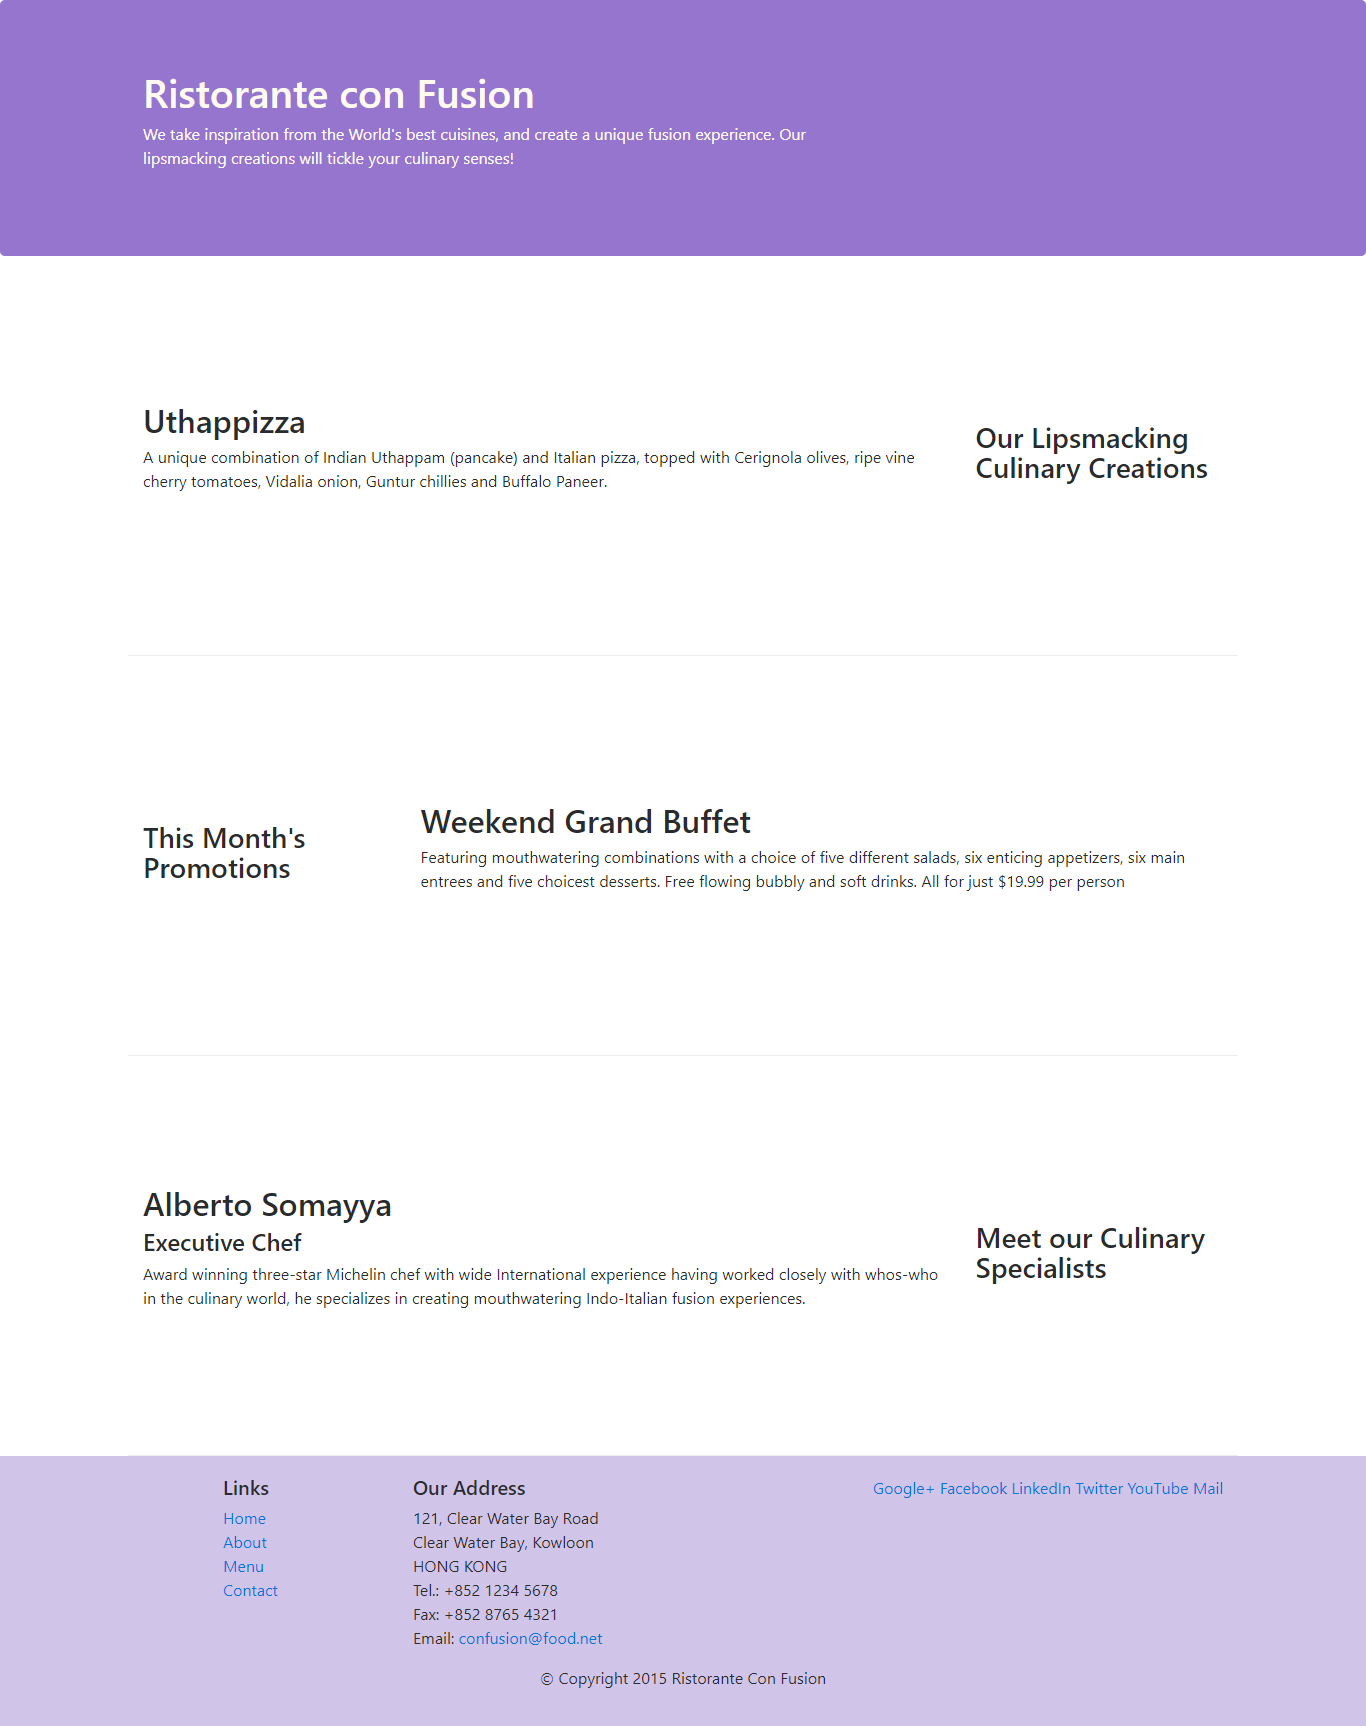 Ristorante con Fusion
We take inspiration from the World's best cuisines, and create a unique fusion experience. Our
lipsmacking creations will tickle your culinary senses!
Uthappizza
A unique combination of Indian Uthappam (pancake) and Italian pizza, topped with Cerignola olives, ripe vine
cherry tomatoes, Vidalia onion, Guntur chillies and Buffalo Paneer.
Our Lipsmacking
Culinary Creations
This Month's
Promotions
Weekend Grand Buffet
Featuring mouthwatering combinations with a choice of five different salads, six enticing appetizers, six main
entrees and five choicest desserts. Free flowing bubbly and soft drinks. All for just $19.99 per person
Alberto Somayya
Executive Chef
Award winning three-star Michelin chef with wide International experience having worked closely with whos-who
in the culinary world, he specializes in creating mouthwatering Indo-Italian fusion experiences.
Meet our Culinary
Specialists
Links
Home
About
Menu
Contact
Our Address
121, Clear Water Bay Road
Clear Water Bay, Kowloon
HONG KONG
Tel.: +852 1234 5678
Fax: +852 8765 4321
Email: confusion@food.net
Google+ Facebook LinkedIn Twitter YouTube Mail
© Copyright 2015 Ristorante Con Fusion